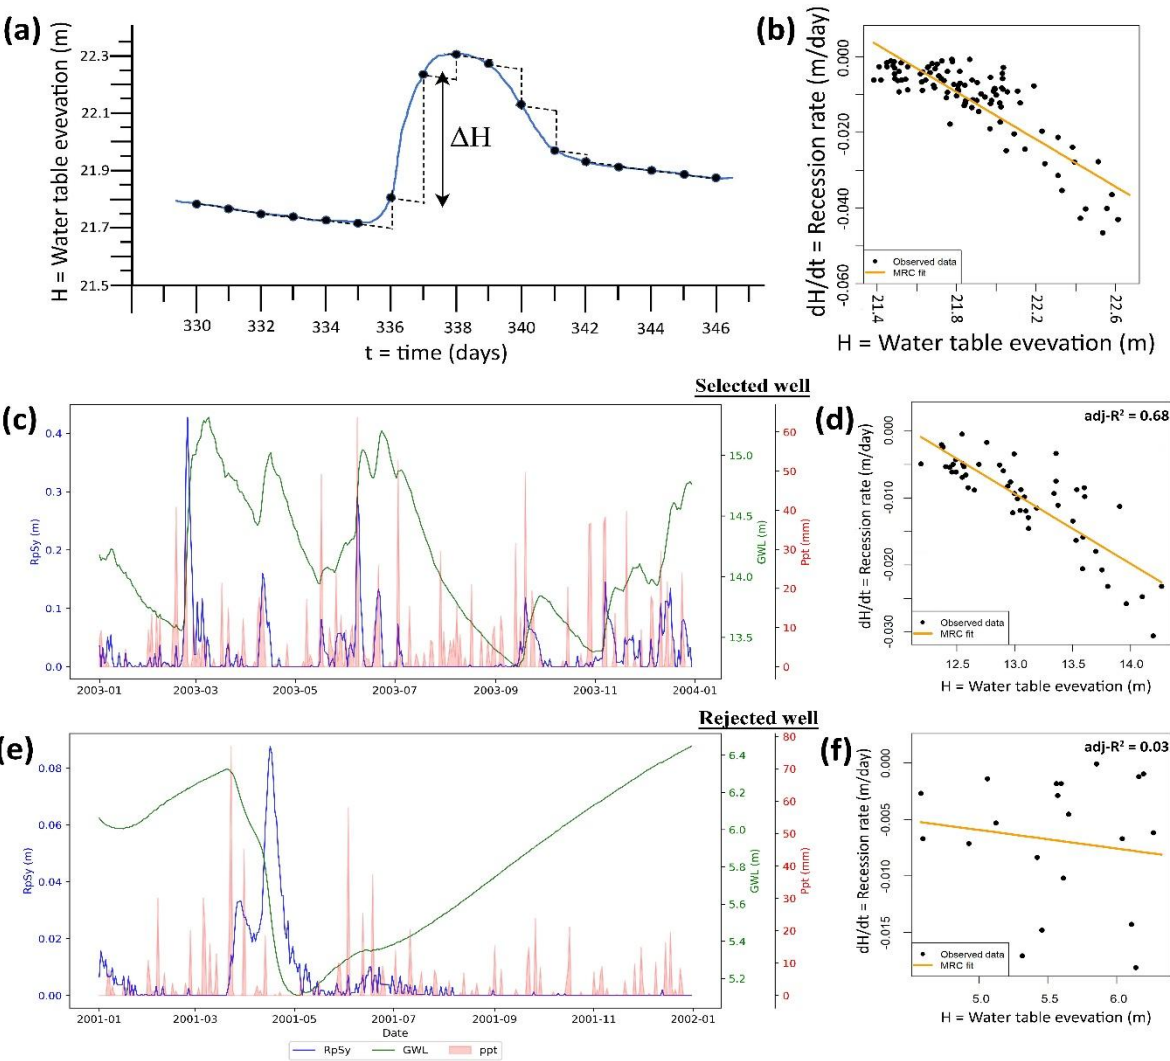 (a)
H = Water table evevation (m)
22.3
22.1
21.9
21.7
21.5
ΔH
330 332 334 336 338 340 342 344 346
t = time (days)
(b)
dH/dt = Recession rate (m/day)
0.000
-0.020
-0.040
-0.060
Observed data
MRC fit
21.4 21.8 22.2 22.6
H = Water table evevation (m)
Selected well
(c)
RpSy (m)
0.4
0.3
0.2
0.1
0.0
15.0
14.5
14.0
13.5
GWL (m)
60
50
40
30
20
10
0
Ppt (mm)
2003-01 2003-03 2003-05 2003-07 2003-09 2003-11 2004-01
(d)
adj-R² = 0.68
dH/dt = Recession rate (m/day)
0.000
-0.010
-0.020
-0.030
Observed data
MRC fit
12.5 13.0 13.5 14.0
H = Water table evevation (m)
Rejected well
(e)
RpSy (m)
0.08
0.06
0.04
0.02
0.00
6.4
6.2
6.0
5.8
5.6
5.4
5.2
GWL (m)
80
70
60
50
40
30
20
10
0
Ppt (mm)
2001-01 2001-03 2001-05 2001-07 2001-09 2001-11 2002-01
Date
RpSy GWL ppt
(f)
adj-R² = 0.03
dH/dt = Recession rate (m/day)
0.000
-0.005
-0.010
-0.015
Observed data
MRC fit
5.0 5.5 6.0
H = Water table evevation (m)